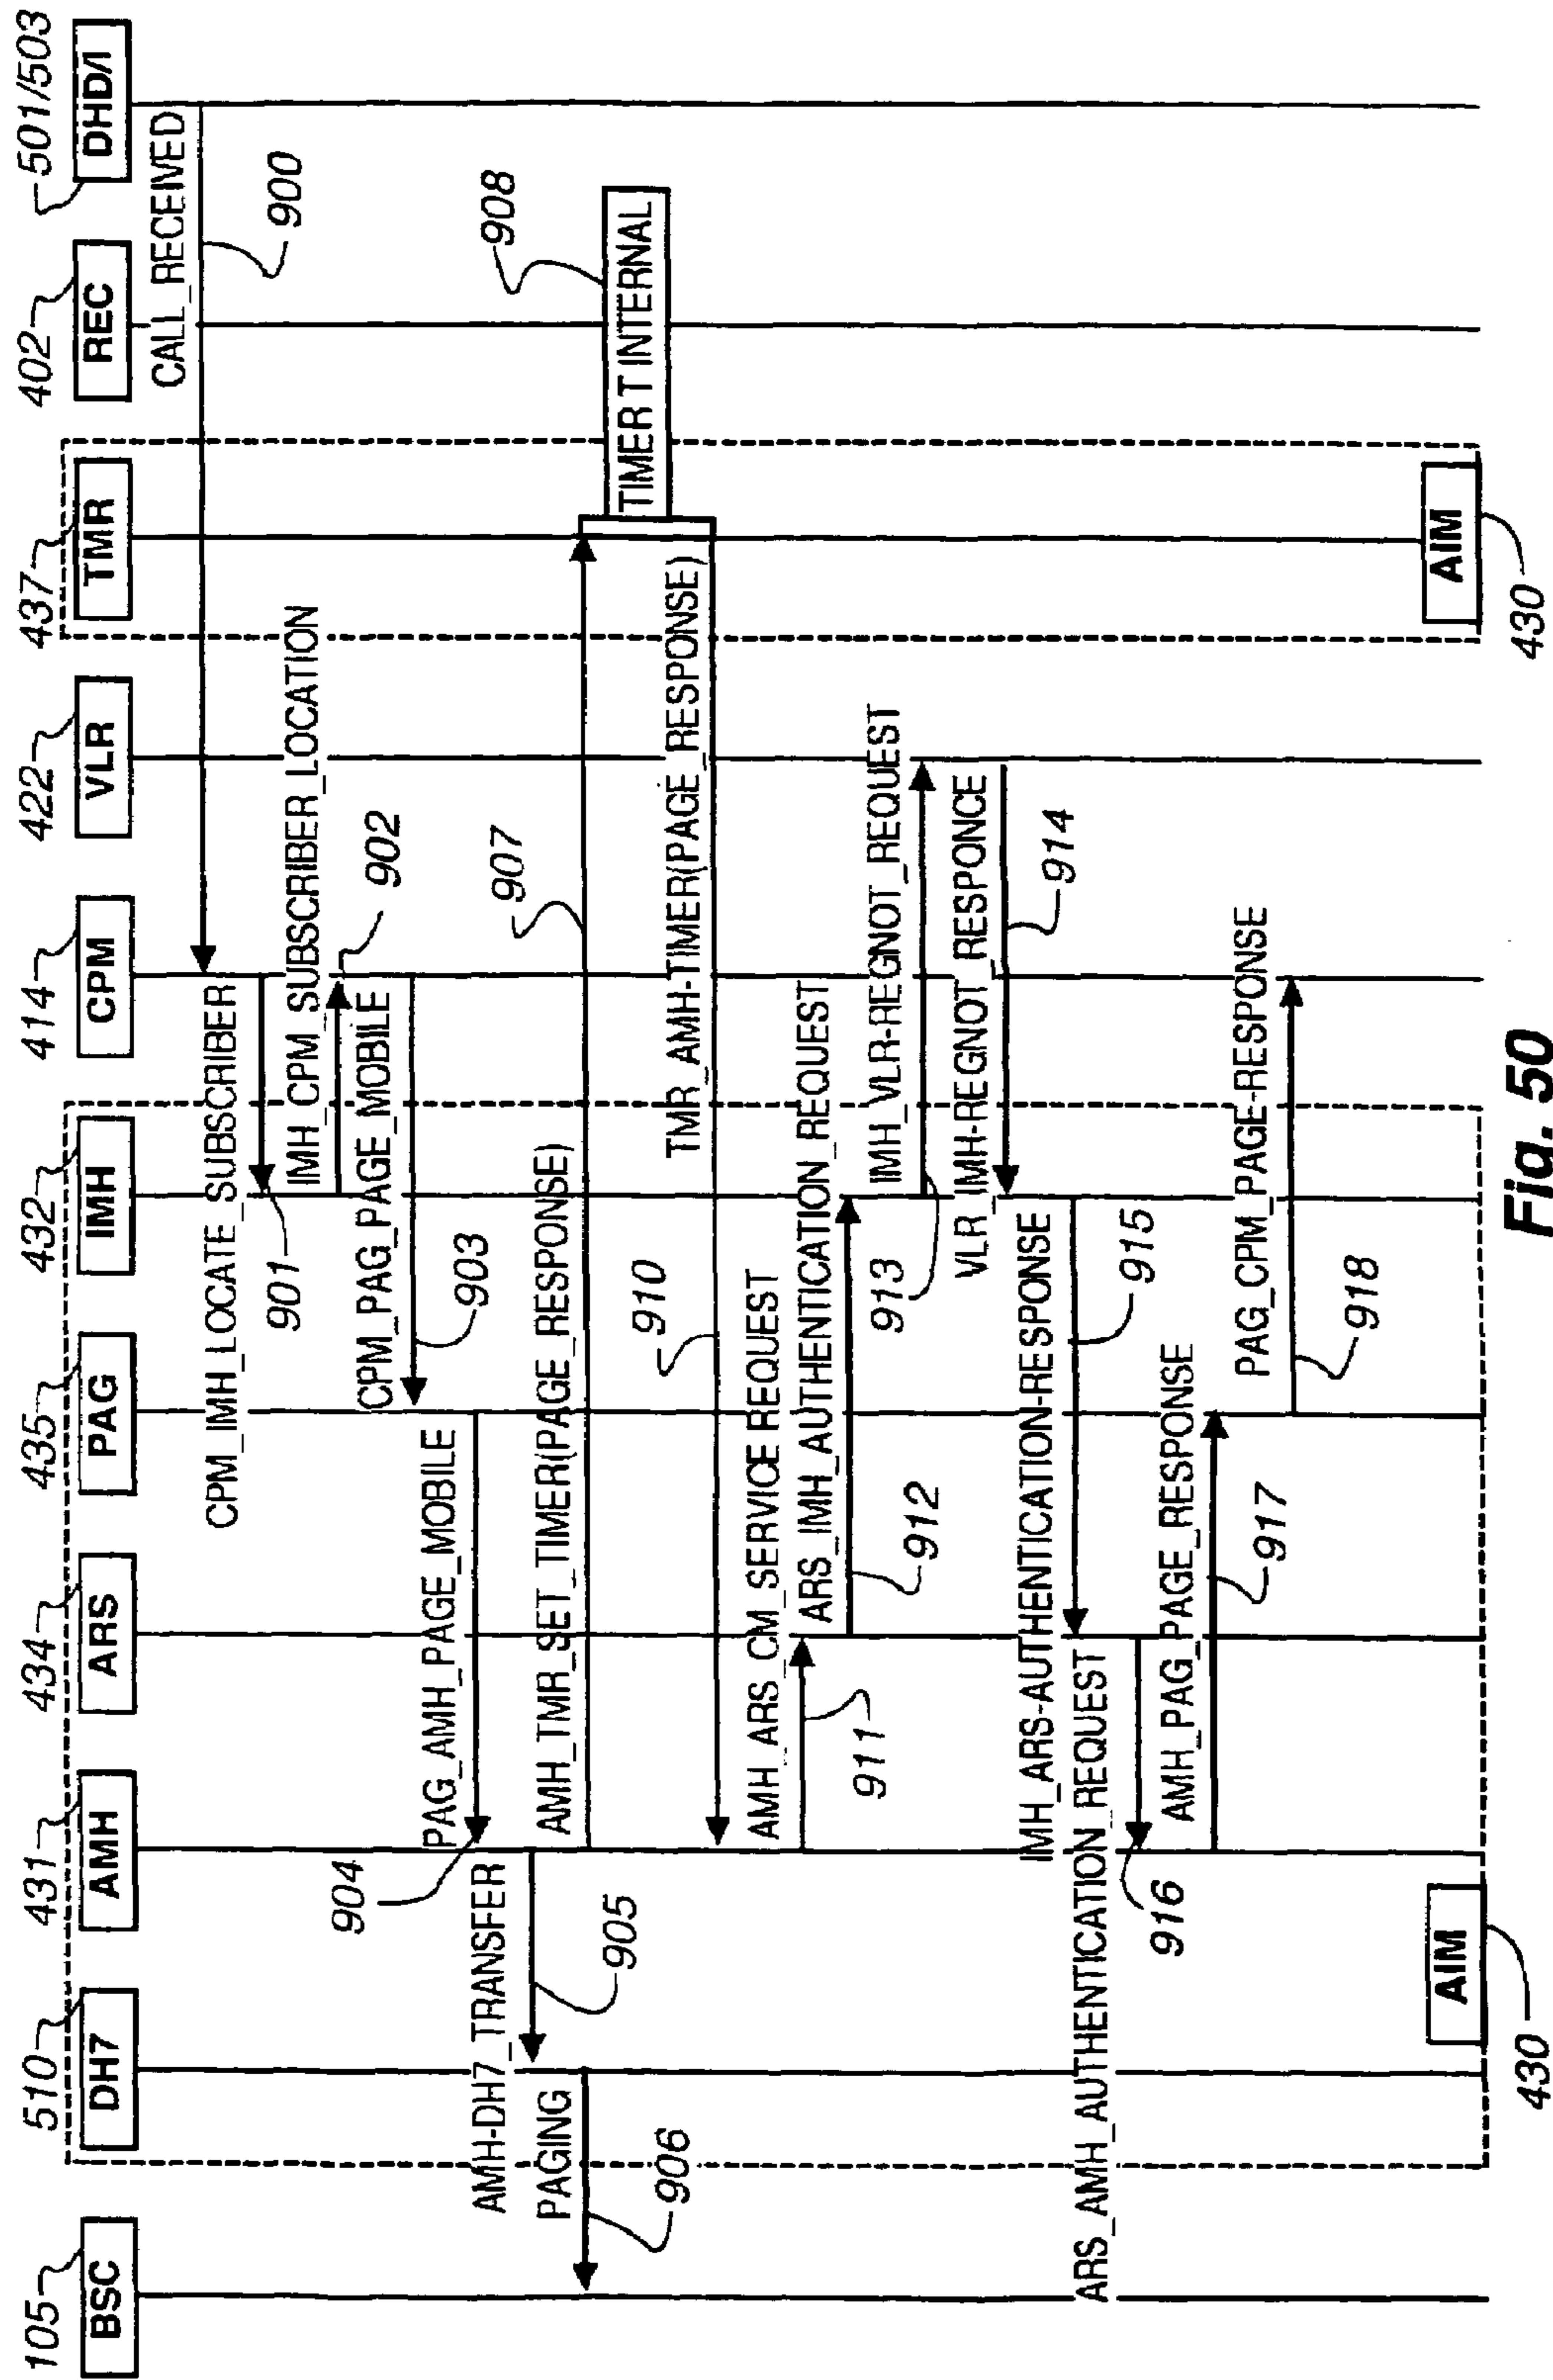 105 510 431 434 435 432 414 422 437 402 501/503
BSC DH7 AMH ARS PAG IMH CPM VLR TMR REC DHD/I
CALL_RECEIVED
900
CPM_IMH_LOCATE_SUBSCRIBER
901
IMH_CPM_SUBSCRIBER_LOCATION
902
CPM_PAG_PAGE_MOBILE
903
PAG_AMH_PAGE_MOBILE
904
AMH-DH7_TRANSFER
905
PAGING
906
AMH_TMR_SET_TIMER(PAGE_RESPONSE)
907
908
TIMER T INTERNAL
TMR_AMH-TIMER(PAGE_RESPONSE)
910
AMH_ARS_CM_SERVICE REQUEST
911
ARS_IMH_AUTHENTICATION_REQUEST
912
IMH_VLR-REGNOT_REQUEST
913
VLR_IMH-REGNOT_RESPONCE
914
IMH_ARS-AUTHENTICATION-RESPONSE
915
ARS_AMH_AUTHENTICATION_REQUEST
916
AMH_PAG_PAGE_RESPONSE
917
PAG_CPM_PAGE-RESPONSE
918
AIM AIM
430 430
Fig. 50